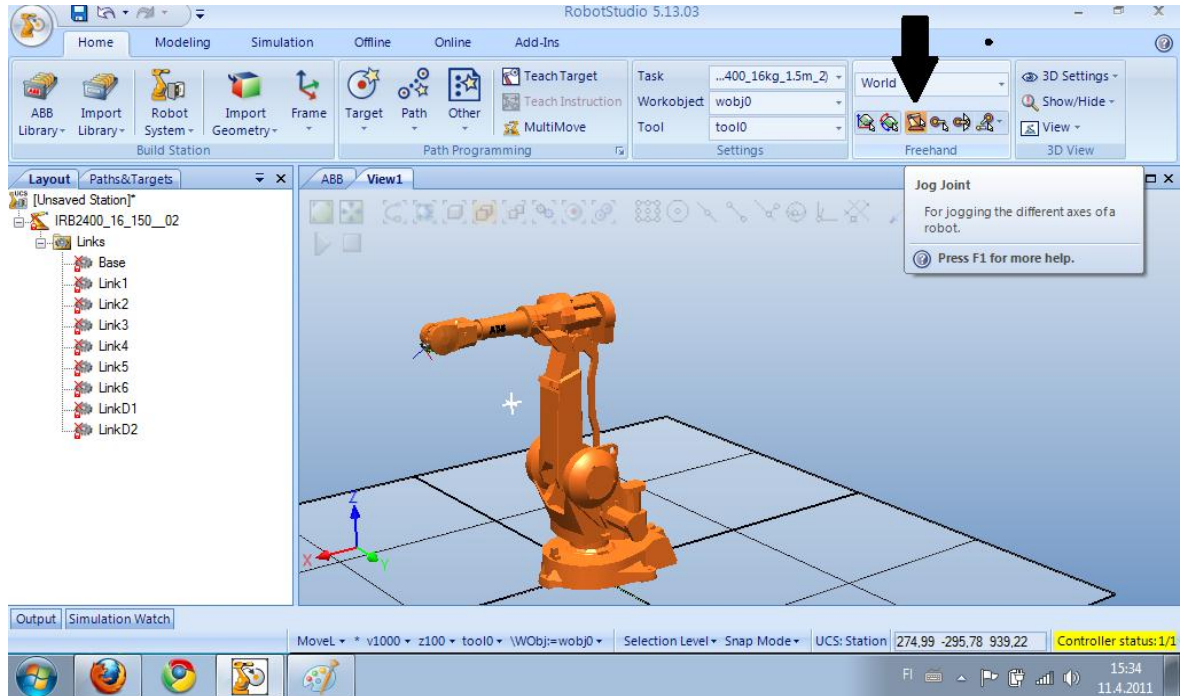 RobotStudio 5.13.03
Home Modeling Simulation Offline Online Add-Ins
ABB Library
Import Library
Robot System
Import Geometry
Frame
Build Station
Target
Path
Other
Teach Target
Teach Instruction
MultiMove
Path Programming
Task ...400_16kg_1.5m_2)
Workobject wobj0
Tool tool0
Settings
World
Freehand
3D Settings
Show/Hide
View
3D View
Jog Joint
For jogging the different axes of a
robot.
Press F1 for more help.
Layout Paths&Targets
ABB View1
UCS
[Unsaved Station]*
IRB2400_16_150__02
Links
Base
Link1
Link2
Link3
Link4
Link5
Link6
LinkD1
LinkD2
ABB
Z
X
Y
Output Simulation Watch
MoveL * v1000 z100 tool0 \WObj:=wobj0 Selection Level Snap Mode UCS: Station 274,99 -295,78 939,22 Controller status: 1/1
FI 15:34
11.4.2011